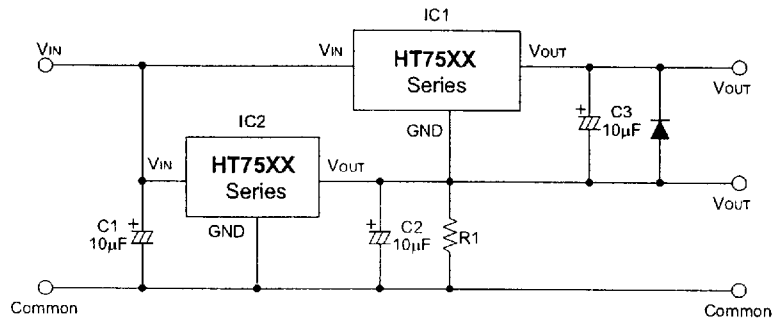 IC1
VIN
VIN
HT75XX
Series
VOUT
VOUT
GND
+
C3
10μF
IC2
VIN
HT75XX
Series
VOUT
VOUT
GND
+
C1
10μF
+
C2
10μF
R1
Common
Common